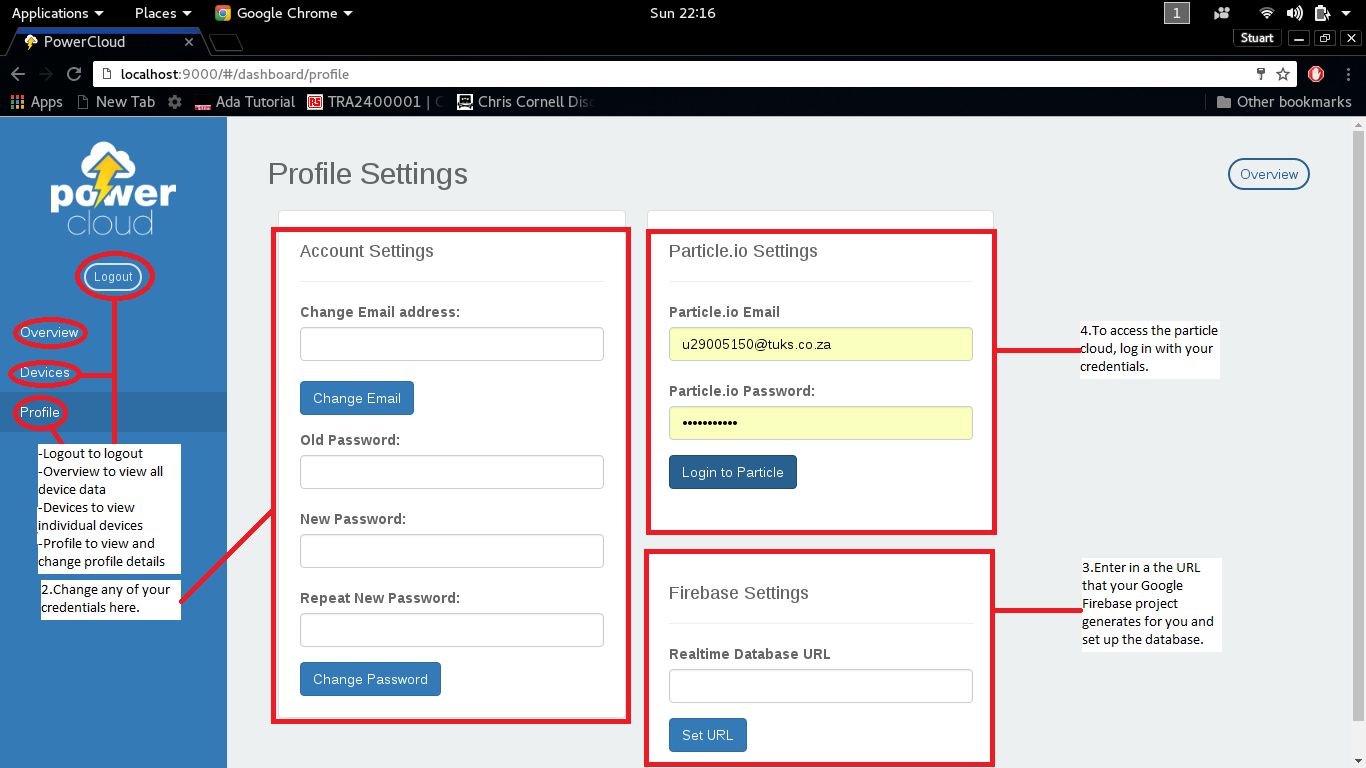 Applications Places Google Chrome Sun 22:16 1
PowerCloud Stuart
localhost:9000/#/dashboard/profile
Apps New Tab Ada Tutorial TRA2400001 | Chris Cornell Disc Other bookmarks
power
cloud
Logout
Overview
Devices
Profile
-Logout to logout
-Overview to view all
device data
-Devices to view
individual devices
-Profile to view and
change profile details
2.Change any of your
credentials here.
Profile Settings
Overview
Account Settings
Change Email address:
Change Email
Old Password:
New Password:
Repeat New Password:
Change Password
Particle.io Settings
Particle.io Email
u29005150@tuks.co.za
Particle.io Password:
•••••••••••
Login to Particle
4.To access the particle
cloud, log in with your
credentials.
Firebase Settings
Realtime Database URL
Set URL
3.Enter in a the URL
that your Google
Firebase project
generates for you and
set up the database.